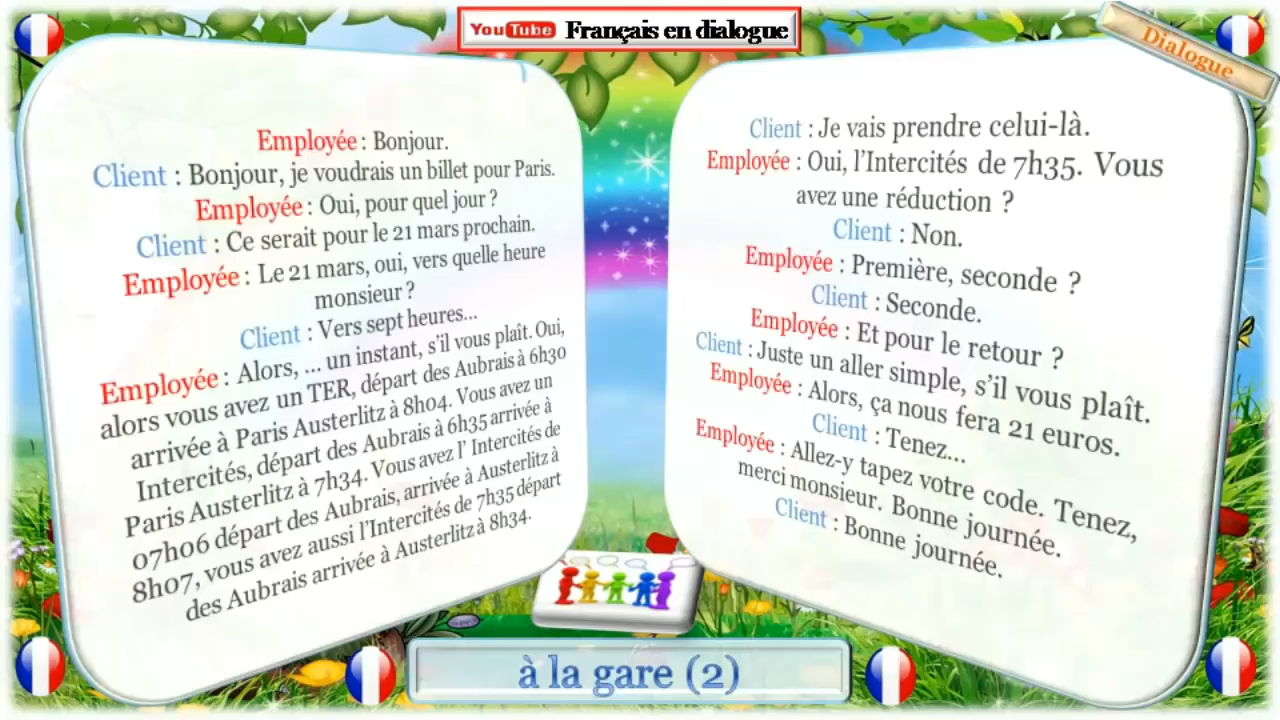 YouTube Français en dialogue
Dialogue
Employée : Bonjour.
Client : Bonjour, je voudrais un billet pour Paris.
Employée : Oui, pour quel jour ?
Client : Ce serait pour le 21 mars prochain.
Employée : Le 21 mars, oui, vers quelle heure
monsieur ?
Client : Vers sept heures...
Employée : Alors, ... un instant, s’il vous plaît. Oui,
alors vous avez un TER, départ des Aubrais à 6h30
arrivée à Paris Austerlitz à 8h04. Vous avez un
Intercités, départ des Aubrais à 6h35 arrivée à
Paris Austerlitz à 7h34. Vous avez l’ Intercités de
07h06 départ des Aubrais, arrivée à Austerlitz à
8h07, vous avez aussi l’Intercités de 7h35 départ
des Aubrais arrivée à Austerlitz à 8h34.
Client : Je vais prendre celui-là.
Employée : Oui, l’Intercités de 7h35. Vous
avez une réduction ?
Client : Non.
Employée : Première, seconde ?
Client : Seconde.
Employée : Et pour le retour ?
Client : Juste un aller simple, s’il vous plaît.
Employée : Alors, ça nous fera 21 euros.
Client : Tenez...
Employée : Allez-y tapez votre code. Tenez,
merci monsieur. Bonne journée.
Client : Bonne journée.
à la gare (2)